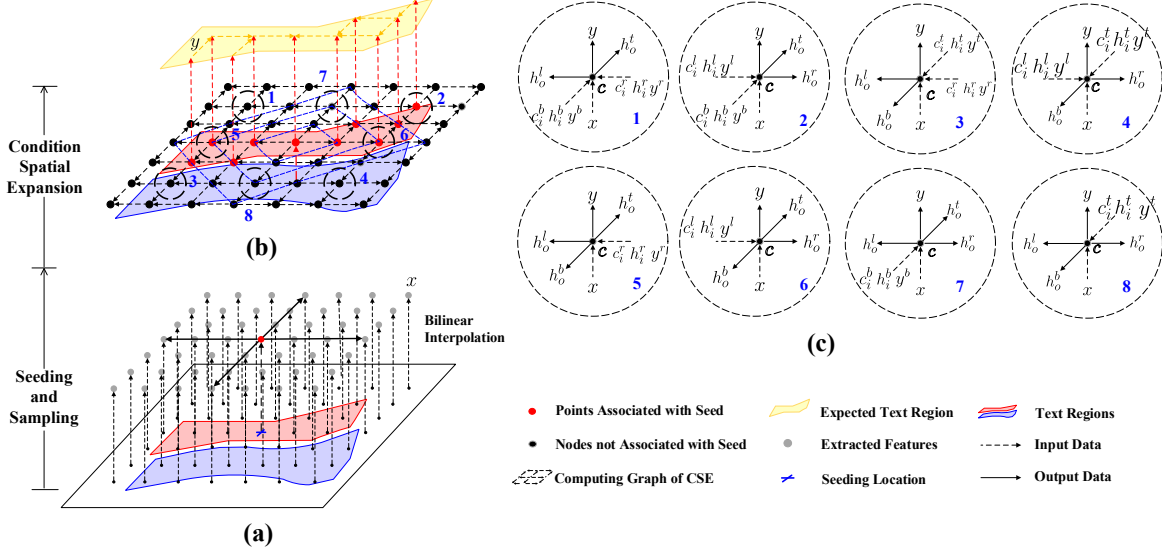 y
7
1
2
5
6
3
4
8
(b)
Condition
Spatial
Expansion
Seeding
and
Sampling
x
Bilinear
Interpolation
(a)
y
h_o^t
h_o^l
c_i^r h_i^r y^r
c
c_i^b h_i^b y^b
x
1
y
h_o^t
c_i^l h_i^l y^l
h_o^r
c
c_i^b h_i^b y^b
x
2
y
c_i^t h_i^t y^t
h_o^l
c_i^r h_i^r y^r
c
h_o^b
x
3
y
c_i^t h_i^t y^t
c_i^l h_i^l y^l
h_o^r
c
h_o^b
x
4
y
h_o^t
h_o^l
c
c_i^r h_i^r y^r
h_o^b
x
5
y
h_o^t
c_i^l h_i^l y^l
h_o^r
c
h_o^b
x
6
y
h_o^t
h_o^l
h_o^r
c
c_i^b h_i^b y^b
x
7
y
c_i^t h_i^t y^t
h_o^l
h_o^r
c
h_o^b
x
8
(c)
Points Associated with Seed
Expected Text Region
Text Regions
Nodes not Associated with Seed
Extracted Features
Input Data
Computing Graph of CSE
Seeding Location
Output Data